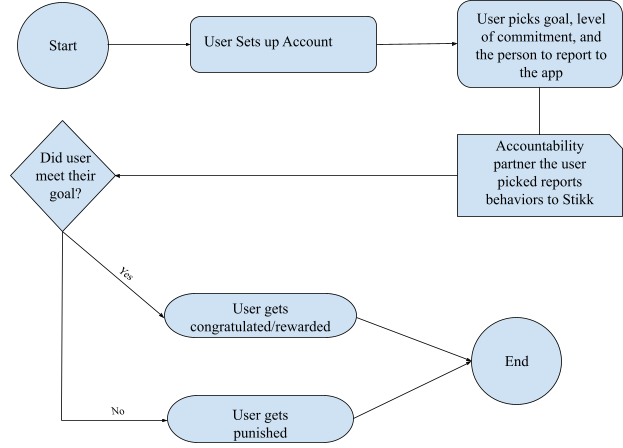 Start
User Sets up Account
User picks goal, level
of commitment, and
the person to report to
the app
Accountability
partner the user
picked reports
behaviors to Stikk
Did user
meet their
goal?
Yes
User gets
congratulated/rewarded
No
User gets
punished
End